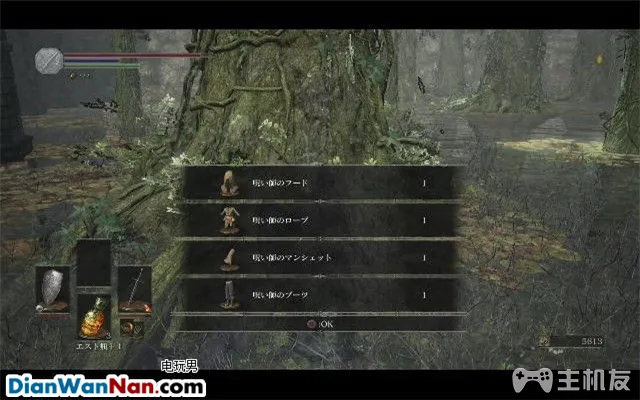 呪い師のフード 1
呪い師のローブ 1
呪い師のマンシェット 1
呪い師のブーツ 1
:OK
3
エスト瓶+1
5613
电玩男
DianWanNan.com
主机友